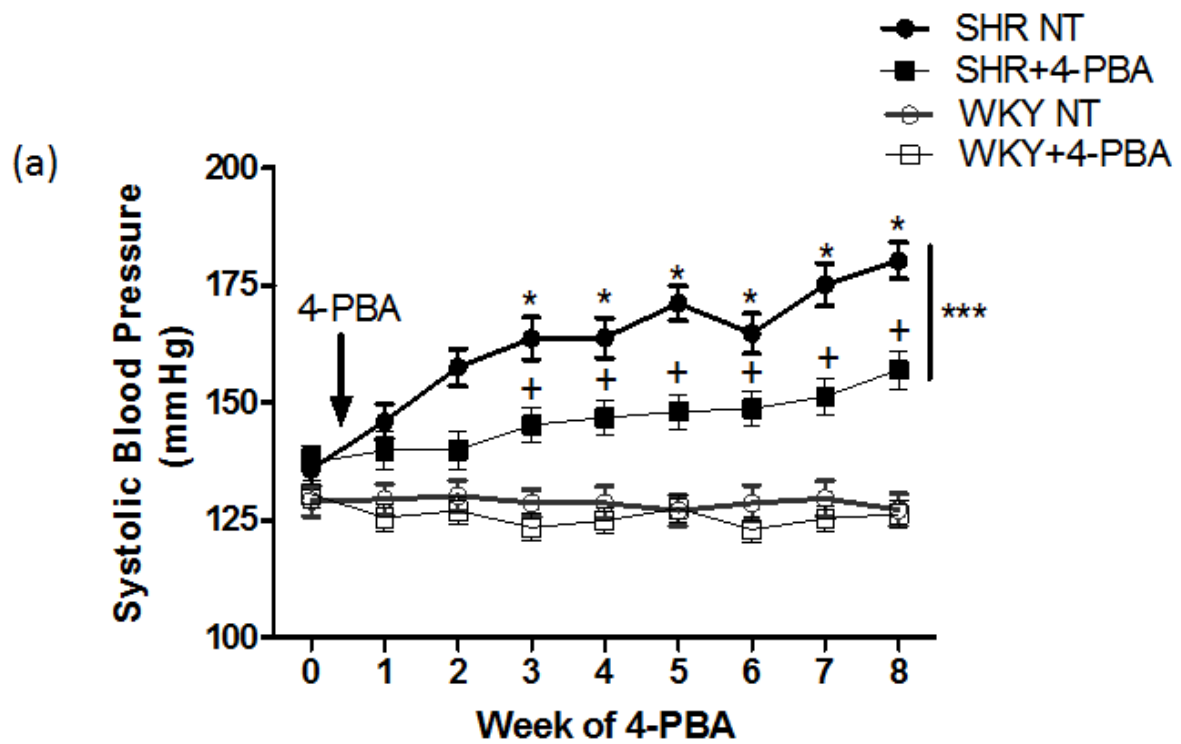 SHR NT
SHR+4-PBA
WKY NT
WKY+4-PBA
(a)
Systolic Blood Pressure
(mmHg)
200
175
150
125
100
4-PBA
* * * * * *
+ + + + + +
***
0 1 2 3 4 5 6 7 8
Week of 4-PBA